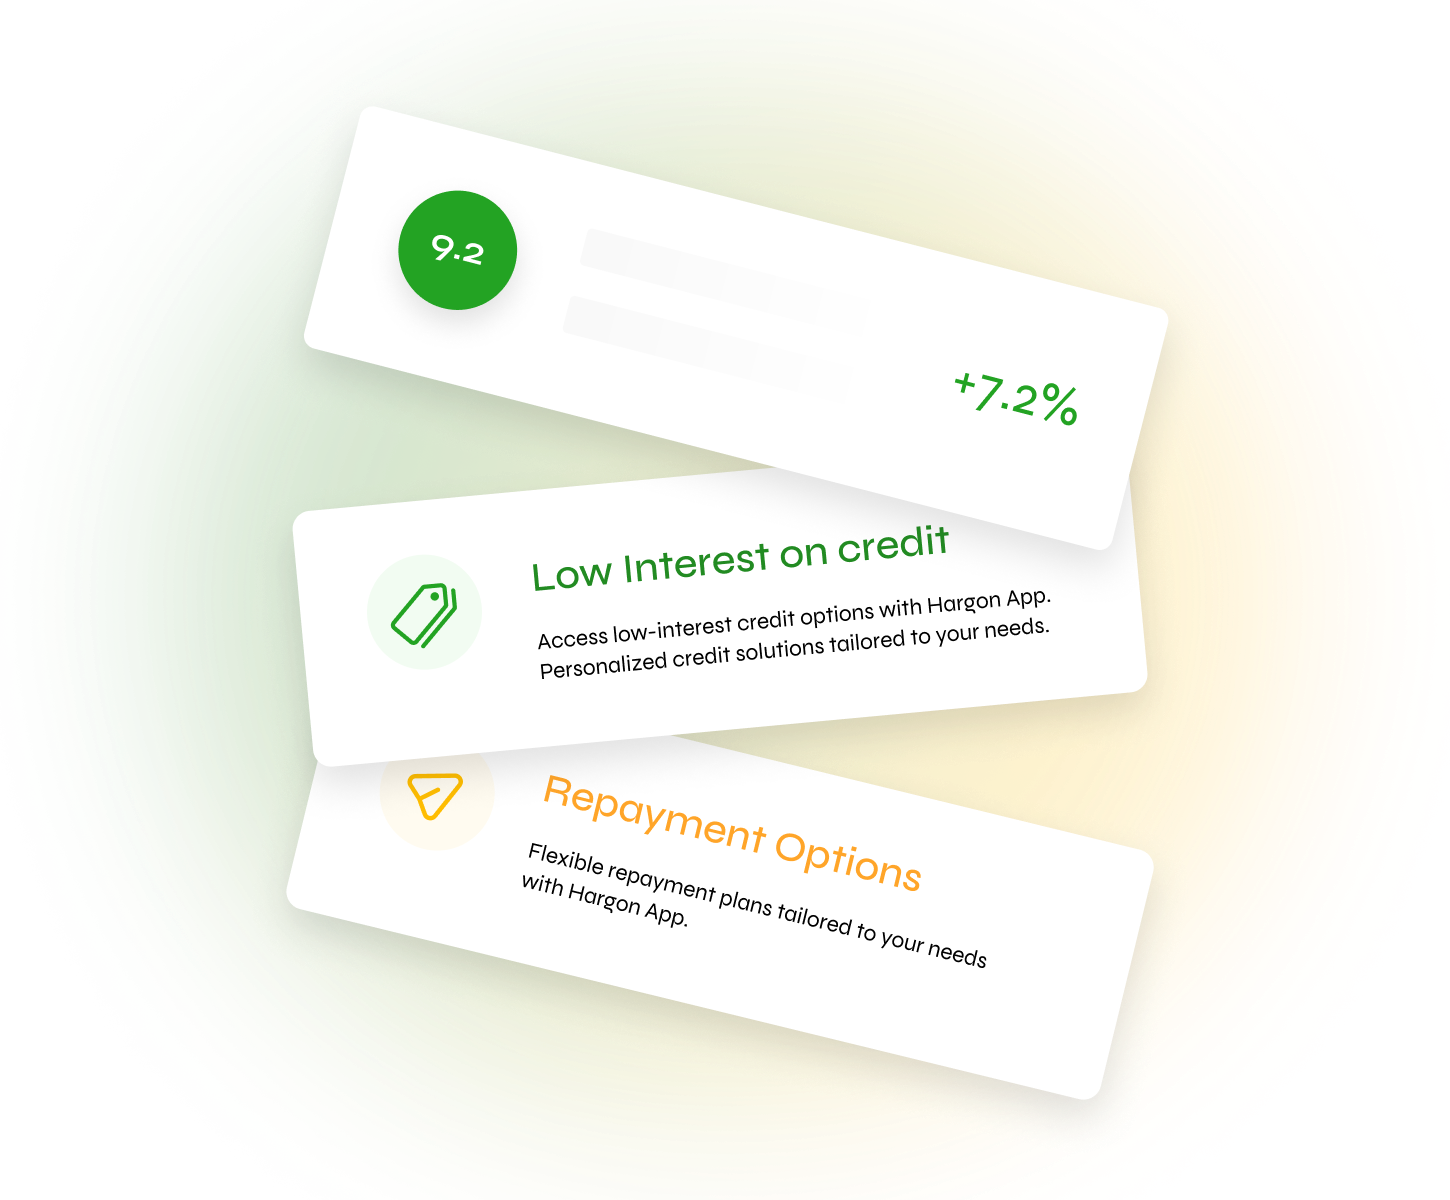 9.2
+7.2%
Low Interest on credit
Access low-interest credit options with Hargon App.
Personalized credit solutions tailored to your needs.
Repayment Options
Flexible repayment plans tailored to your needs
with Hargon App.